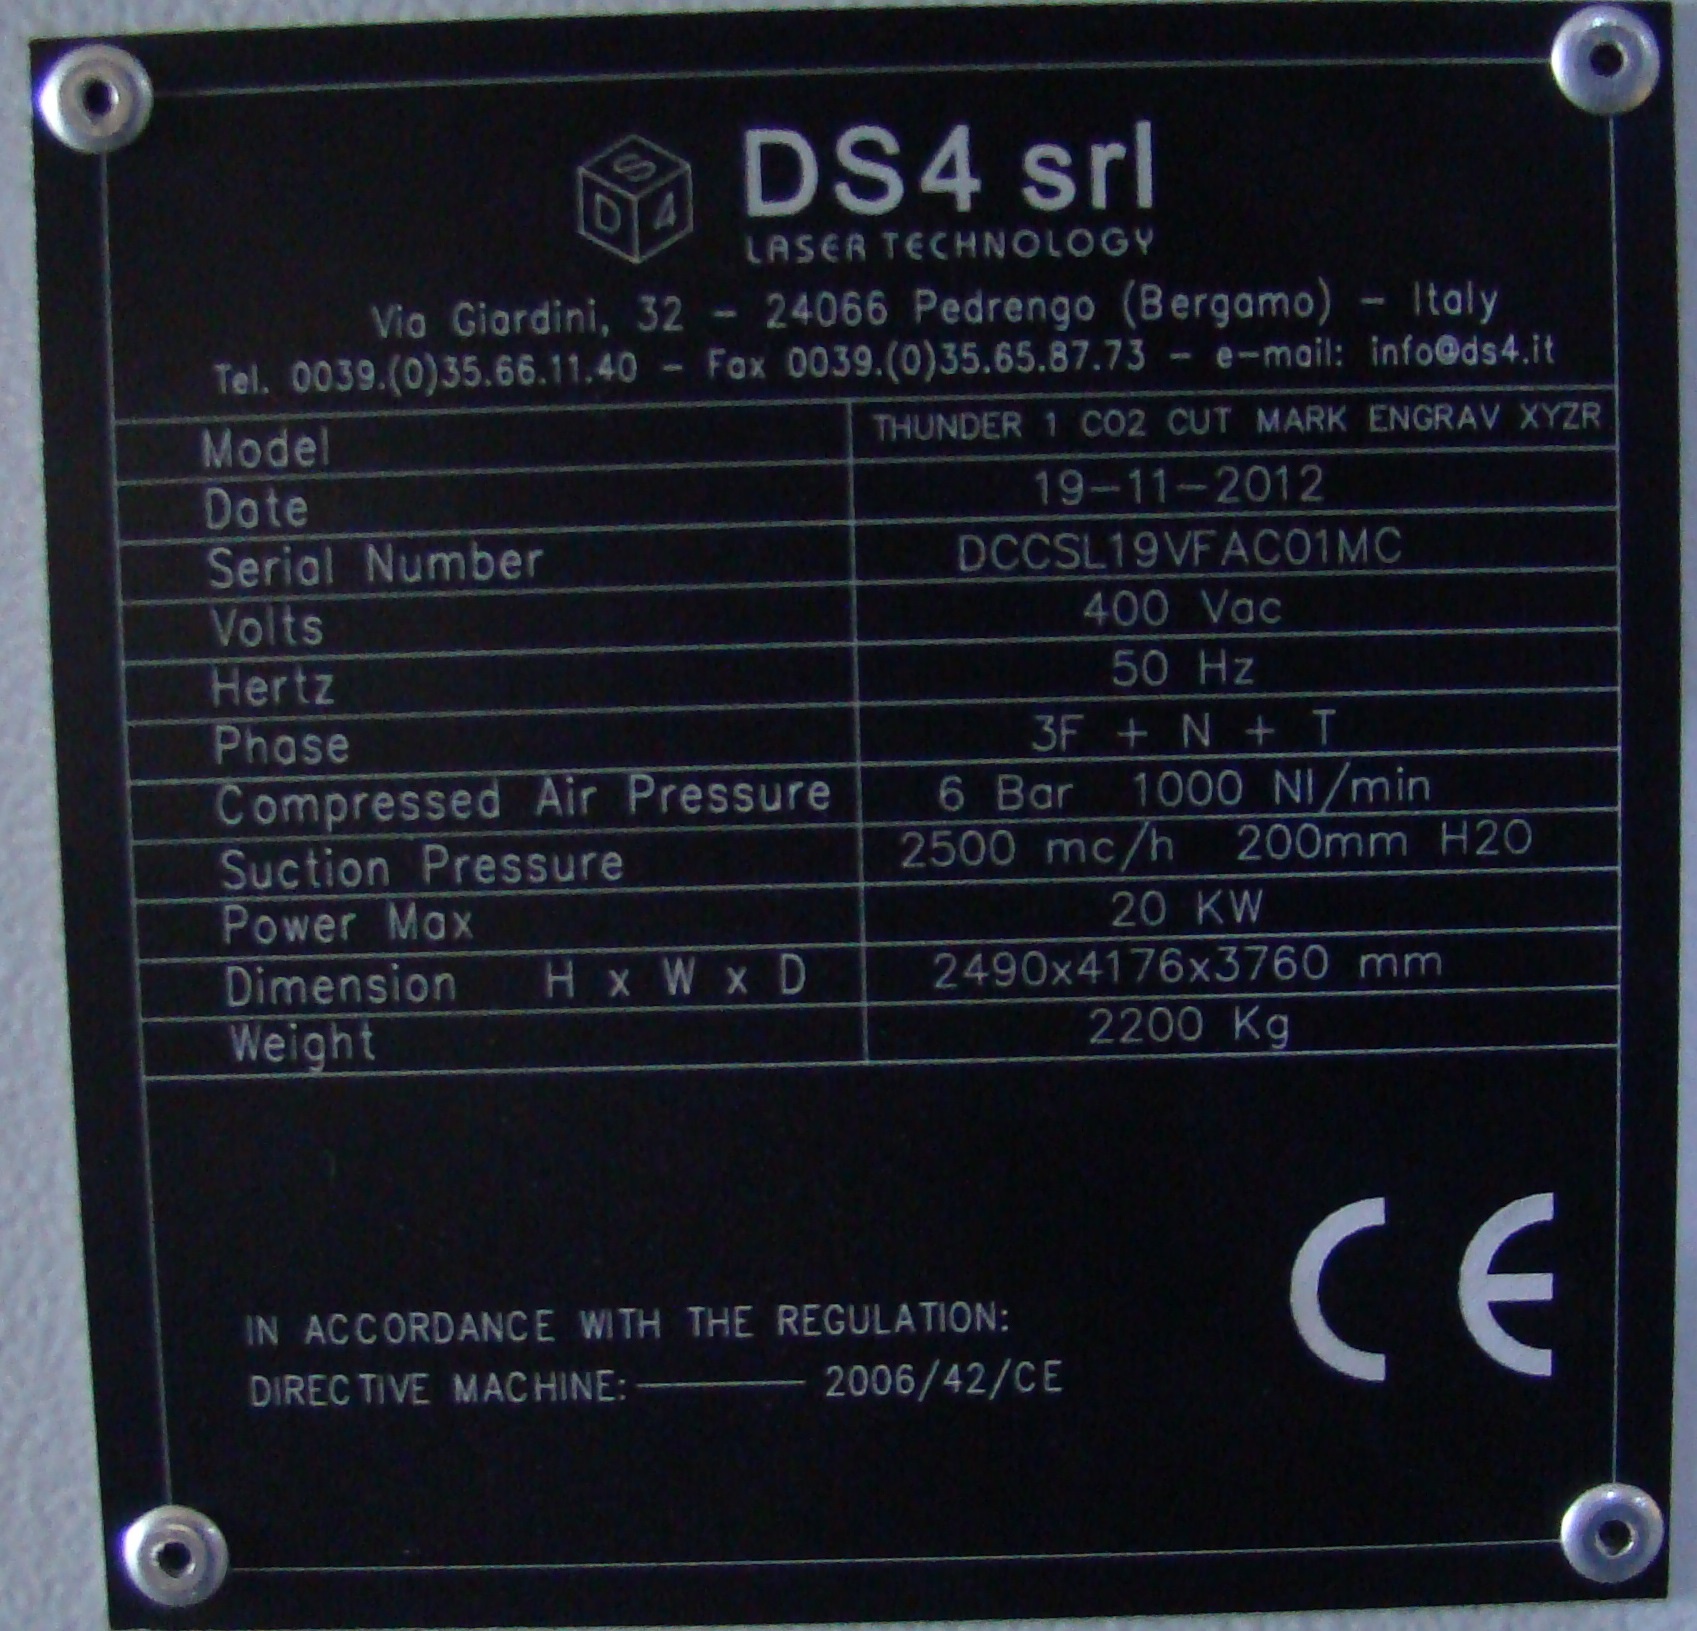 DS4 srl
LASER TECHNOLOGY
Via Giardini, 32 - 24066 Pedrengo (Bergamo) - Italy
Tel. 0039.(0)35.66.11.40 - Fax 0039.(0)35.65.87.73 - e-mail: info@ds4.it
Model THUNDER 1 CO2 CUT MARK ENGRAV XYZR
Date 19-11-2012
Serial Number DCCSL19VFAC01MC
Volts 400 Vac
Hertz 50 Hz
Phase 3F + N + T
Compressed Air Pressure 6 Bar 1000 Nl/min
Suction Pressure 2500 mc/h 200mm H2O
Power Max 20 KW
Dimension H x W x D 2490x4176x3760 mm
Weight 2200 Kg
CE
IN ACCORDANCE WITH THE REGULATION:
DIRECTIVE MACHINE: 2006/42/CE